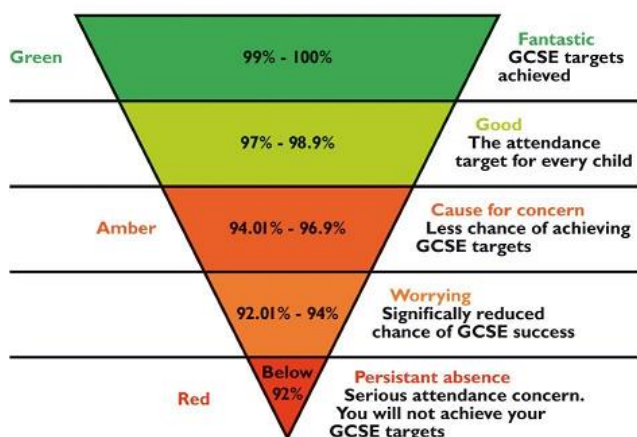 Green
99% - 100%
Fantastic
GCSE targets
achieved
97% - 98.9%
Good
The attendance
target for every child
Amber
94.01% - 96.9%
Cause for concern
Less chance of achieving
GCSE targets
92.01% - 94%
Worrying
Significally reduced
chance of GCSE success
Red
Below
92%
Persistant absence
Serious attendance concern.
You will not achieve your
GCSE targets